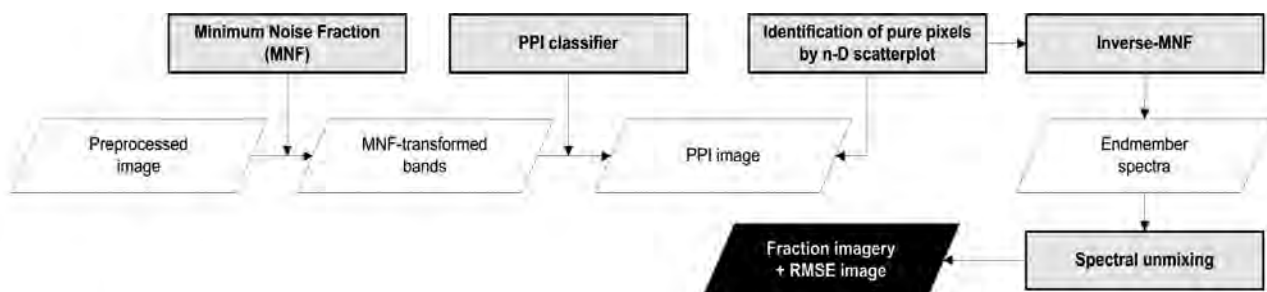 Minimum Noise Fraction
(MNF)
PPI classifier
Identification of pure pixels
by n-D scatterplot
Inverse-MNF
Preprocessed
image
MNF-transformed
bands
PPI image
Endmember
spectra
Fraction imagery
+ RMSE image
Spectral unmixing